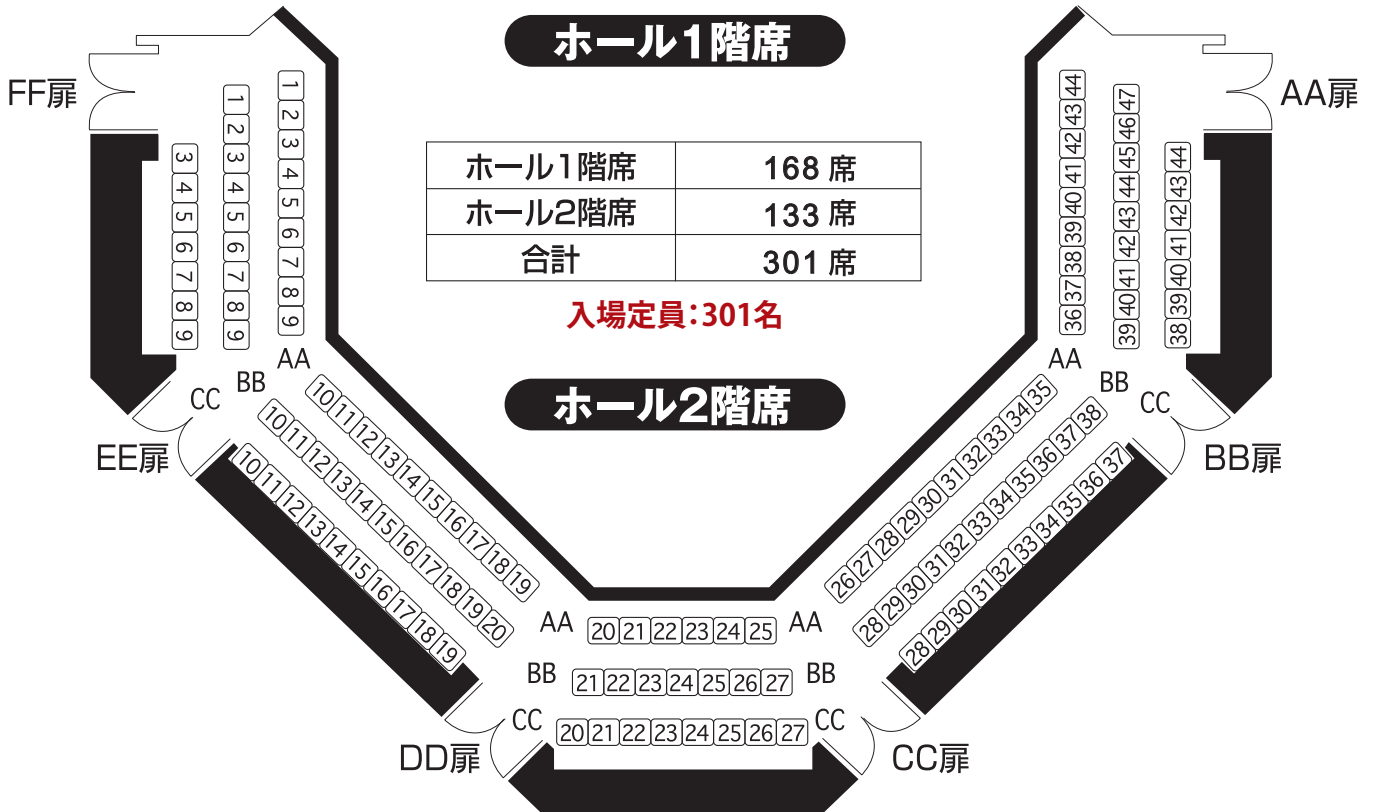 ホール1階席
FF扉
AA扉
ホール1階席 168 席
ホール2階席 133 席
合計 301 席
入場定員：301名
ホール2階席
1 2 3 4 5 6 7 8 9
1 2 3 4 5 6 7 8 9
3 4 5 6 7 8 9
44 43 42 41 40 39 38 37 36
47 46 45 44 43 42 41 40 39
44 43 42 41 40 39 38
AA
BB
CC
AA
BB
CC
EE扉
BB扉
10 11 12 13 14 15 16 17 18 19
10 11 12 13 14 15 16 17 18 19 20
10 11 12 13 14 15 16 17 18 19
26 27 28 29 30 31 32 33 34 35
28 29 30 31 32 33 34 35 36 37 38
28 29 30 31 32 33 34 35 36 37
AA 20 21 22 23 24 25 AA
BB 21 22 23 24 25 26 27 BB
CC 20 21 22 23 24 25 26 27 CC
DD扉
CC扉